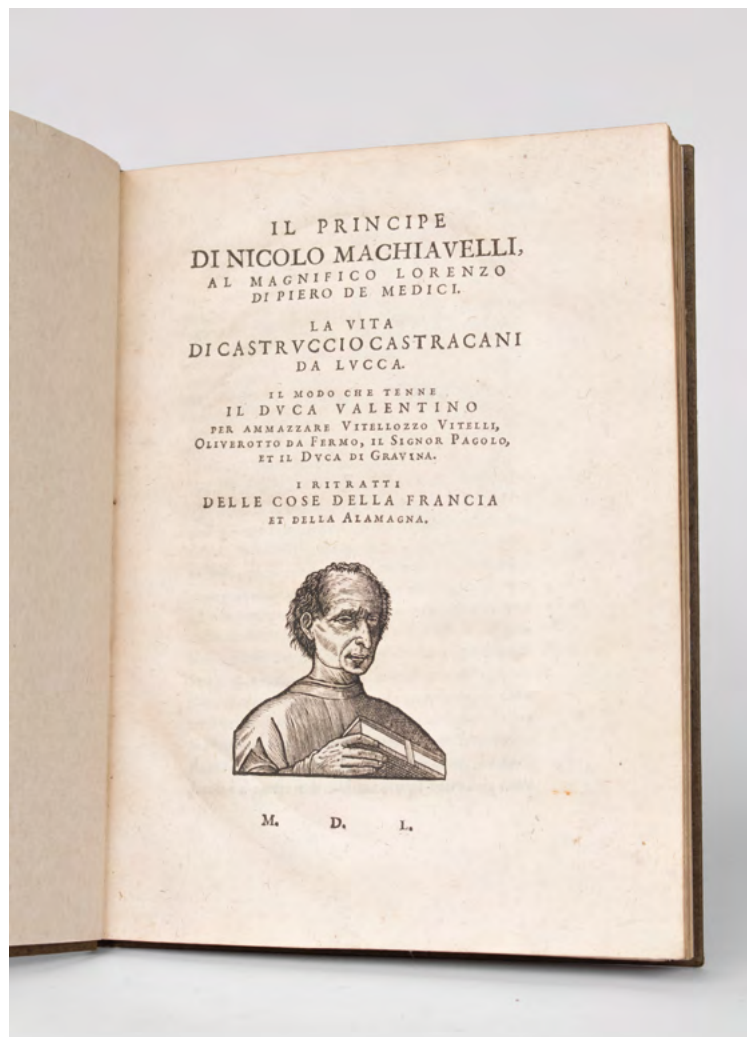 IL PRINCIPE
DI NICOLO MACHIAVELLI,
AL MAGNIFICO LORENZO
DI PIERO DE MEDICI.
LA VITA
DI CASTRVCCIO CASTRACANI
DA LVCCA.
IL MODO CHE TENNE
IL DVCA VALENTINO
PER AMMAZZARE VITELLOZZO VITELLI,
OLIVEROTTO DA FERMO, IL SIGNOR PAGOLO,
ET IL DVCA DI GRAVINA.
I RITRATTI
DELLE COSE DELLA FRANCIA
ET DELLA ALAMAGNA.
M. D. L.